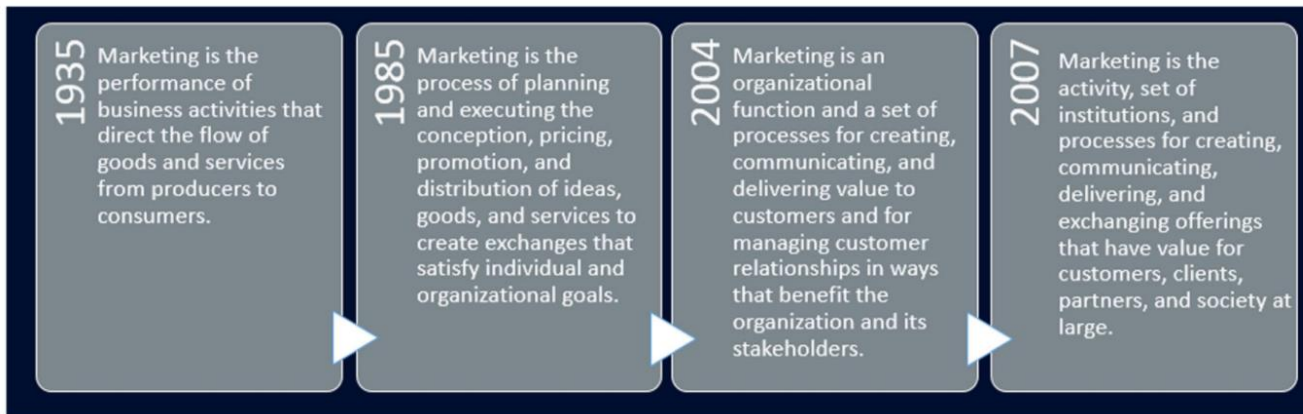 1935
Marketing is the
performance of
business activities that
direct the flow of
goods and services
from producers to
consumers.
1985
Marketing is the
process of planning
and executing the
conception, pricing,
promotion, and
distribution of ideas,
goods, and services to
create exchanges that
satisfy individual and
organizational goals.
2004
Marketing is an
organizational
function and a set of
processes for creating,
communicating, and
delivering value to
customers and for
managing customer
relationships in ways
that benefit the
organization and its
stakeholders.
2007
Marketing is the
activity, set of
institutions, and
processes for creating,
communicating,
delivering, and
exchanging offerings
that have value for
customers, clients,
partners, and society at
large.